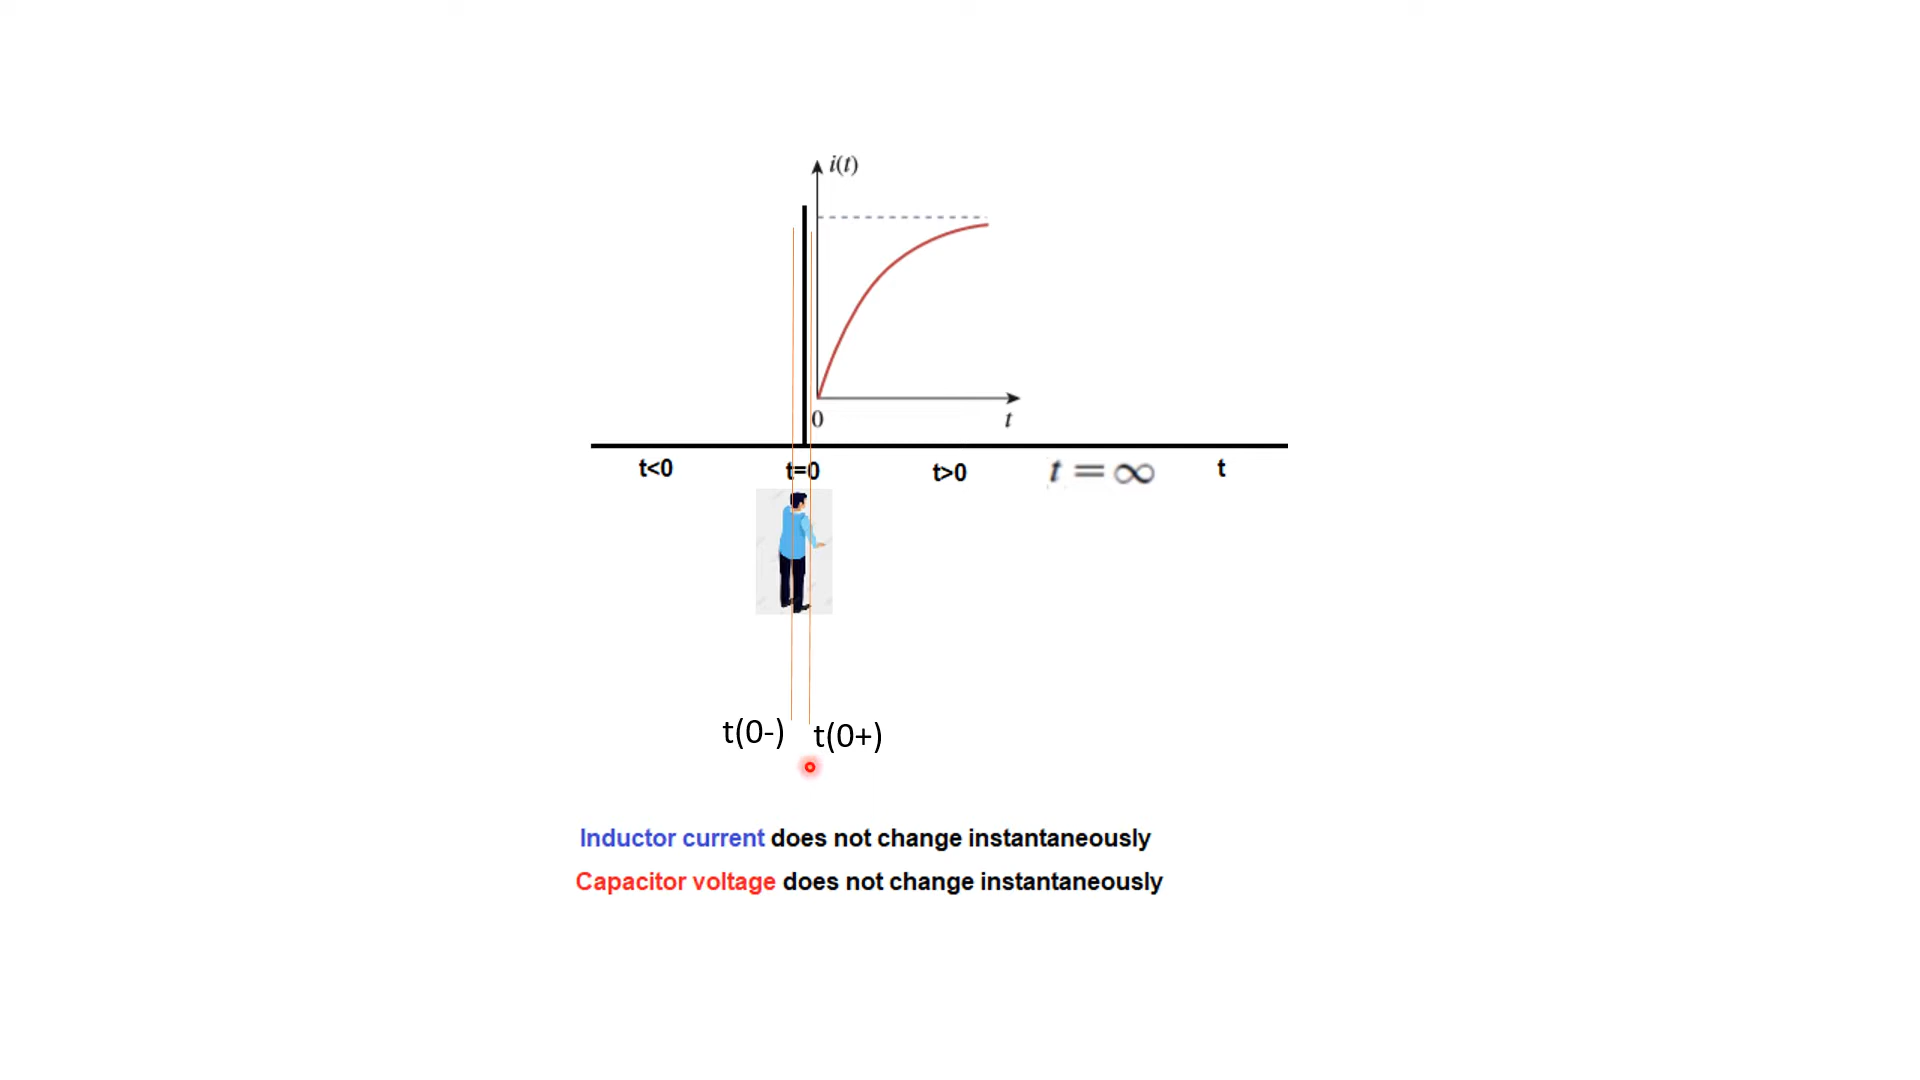 i(t)
0
t
t<0
t=0
t>0
t = ∞
t
t(0-)
t(0+)
Inductor current does not change instantaneously
Capacitor voltage does not change instantaneously